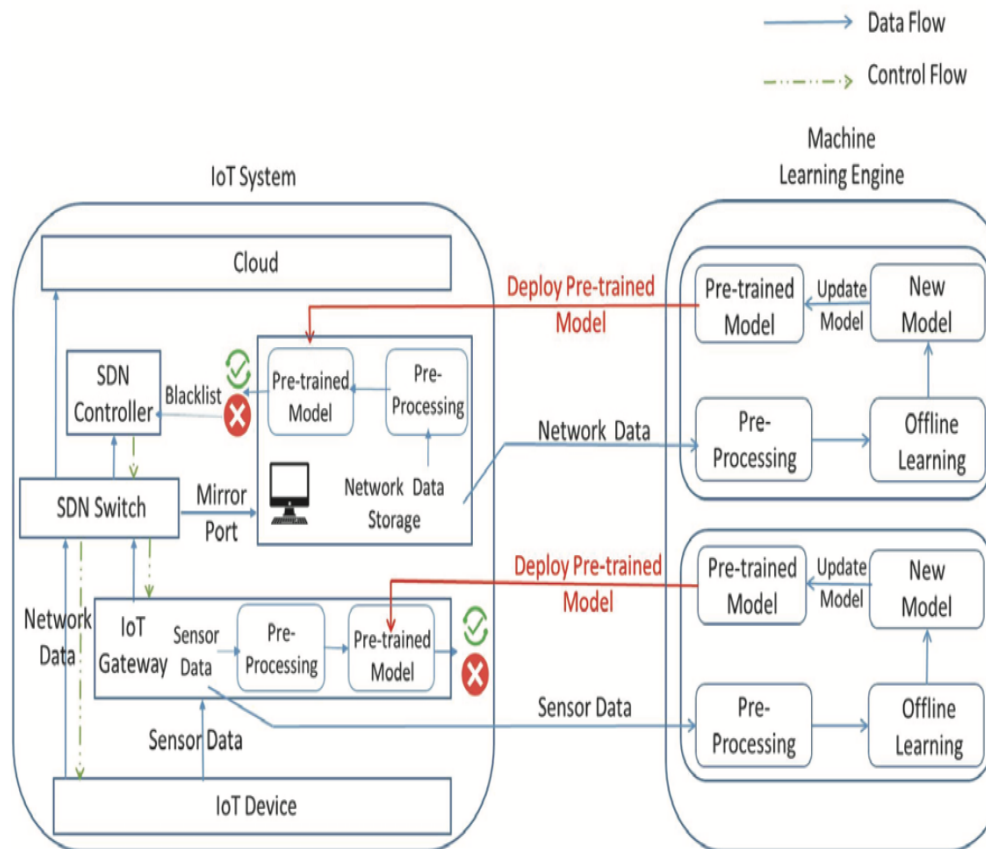 Data Flow
Control Flow
IoT System
Machine
Learning Engine
Cloud
Deploy Pre-trained
Model
Pre-trained
Model
Update
Model
New
Model
SDN
Controller
Blacklist
Pre-trained
Model
Pre-
Processing
Network Data
Pre-
Processing
Offline
Learning
SDN Switch
Mirror
Port
Network Data
Storage
Deploy Pre-trained
Model
Pre-trained
Model
Update
Model
New
Model
Network
Data
IoT
Gateway
Sensor
Data
Pre-
Processing
Pre-trained
Model
Sensor Data
Sensor Data
Pre-
Processing
Offline
Learning
IoT Device